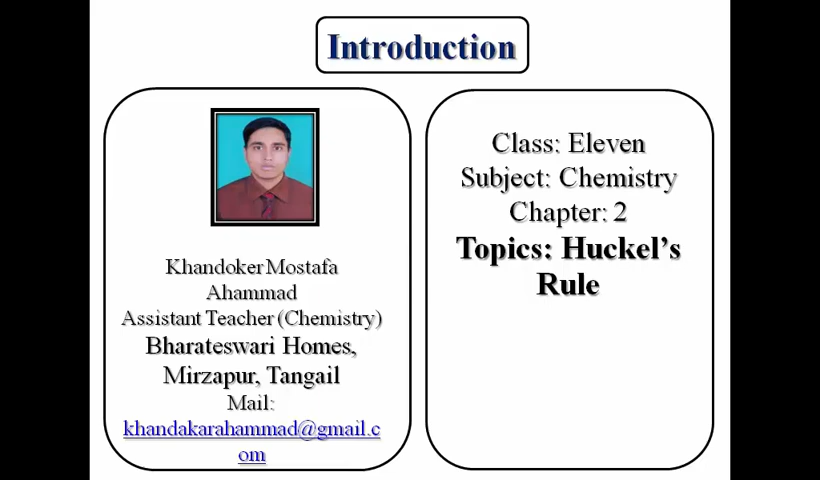 Introduction
Khandoker Mostafa
Ahammad
Assistant Teacher (Chemistry)
Bharateswari Homes,
Mirzapur, Tangail
Mail:
khandakarahammad@gmail.c
om
Class: Eleven
Subject: Chemistry
Chapter: 2
Topics: Huckel’s
Rule